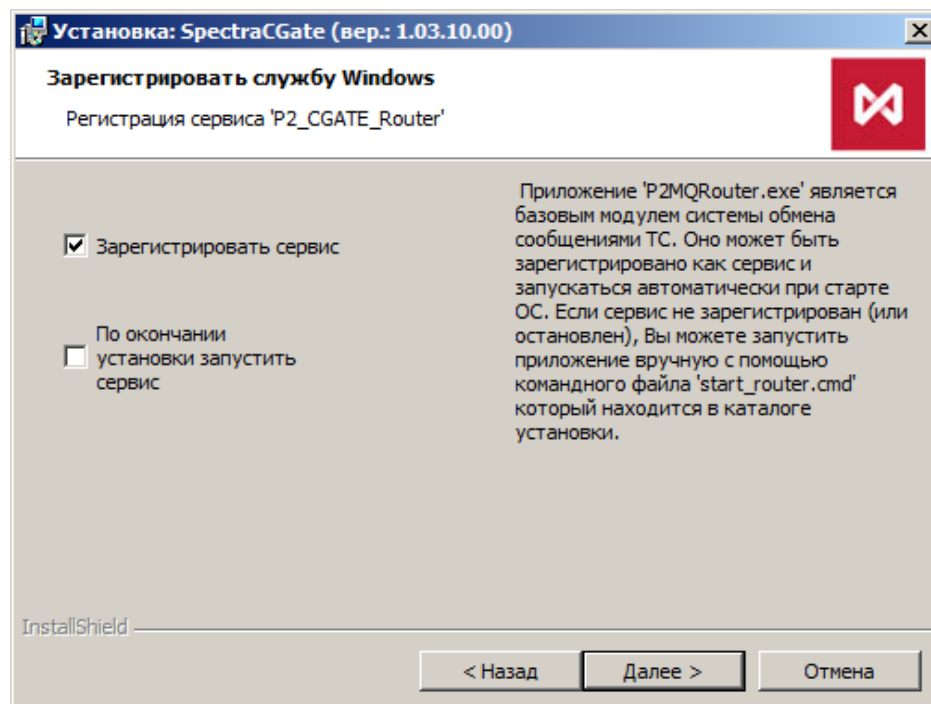 Установка: SpectraCGate (вер.: 1.03.10.00)
Зарегистрировать службу Windows
Регистрация сервиса 'P2_CGATE_Router'
Зарегистрировать сервис
По окончании
установки запустить
сервис
Приложение 'P2MQRouter.exe' является
базовым модулем системы обмена
сообщениями ТС. Оно может быть
зарегистрировано как сервис и
запускаться автоматически при старте
ОС. Если сервис не зарегистрирован (или
остановлен), Вы можете запустить
приложение вручную с помощью
командного файла 'start_router.cmd'
который находится в каталоге
установки.
InstallShield
< Назад
Далее >
Отмена